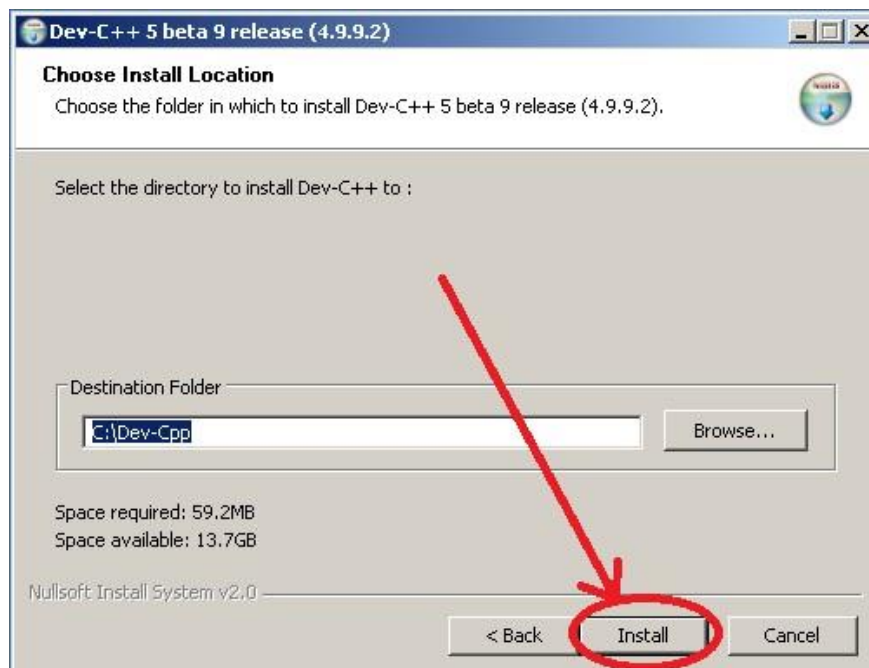 Dev-C++ 5 beta 9 release (4.9.9.2)
Choose Install Location
Choose the folder in which to install Dev-C++ 5 beta 9 release (4.9.9.2).
Select the directory to install Dev-C++ to :
Destination Folder
C:\Dev-Cpp
Browse...
Space required: 59.2MB
Space available: 13.7GB
Nullsoft Install System v2.0
< Back
Install
Cancel